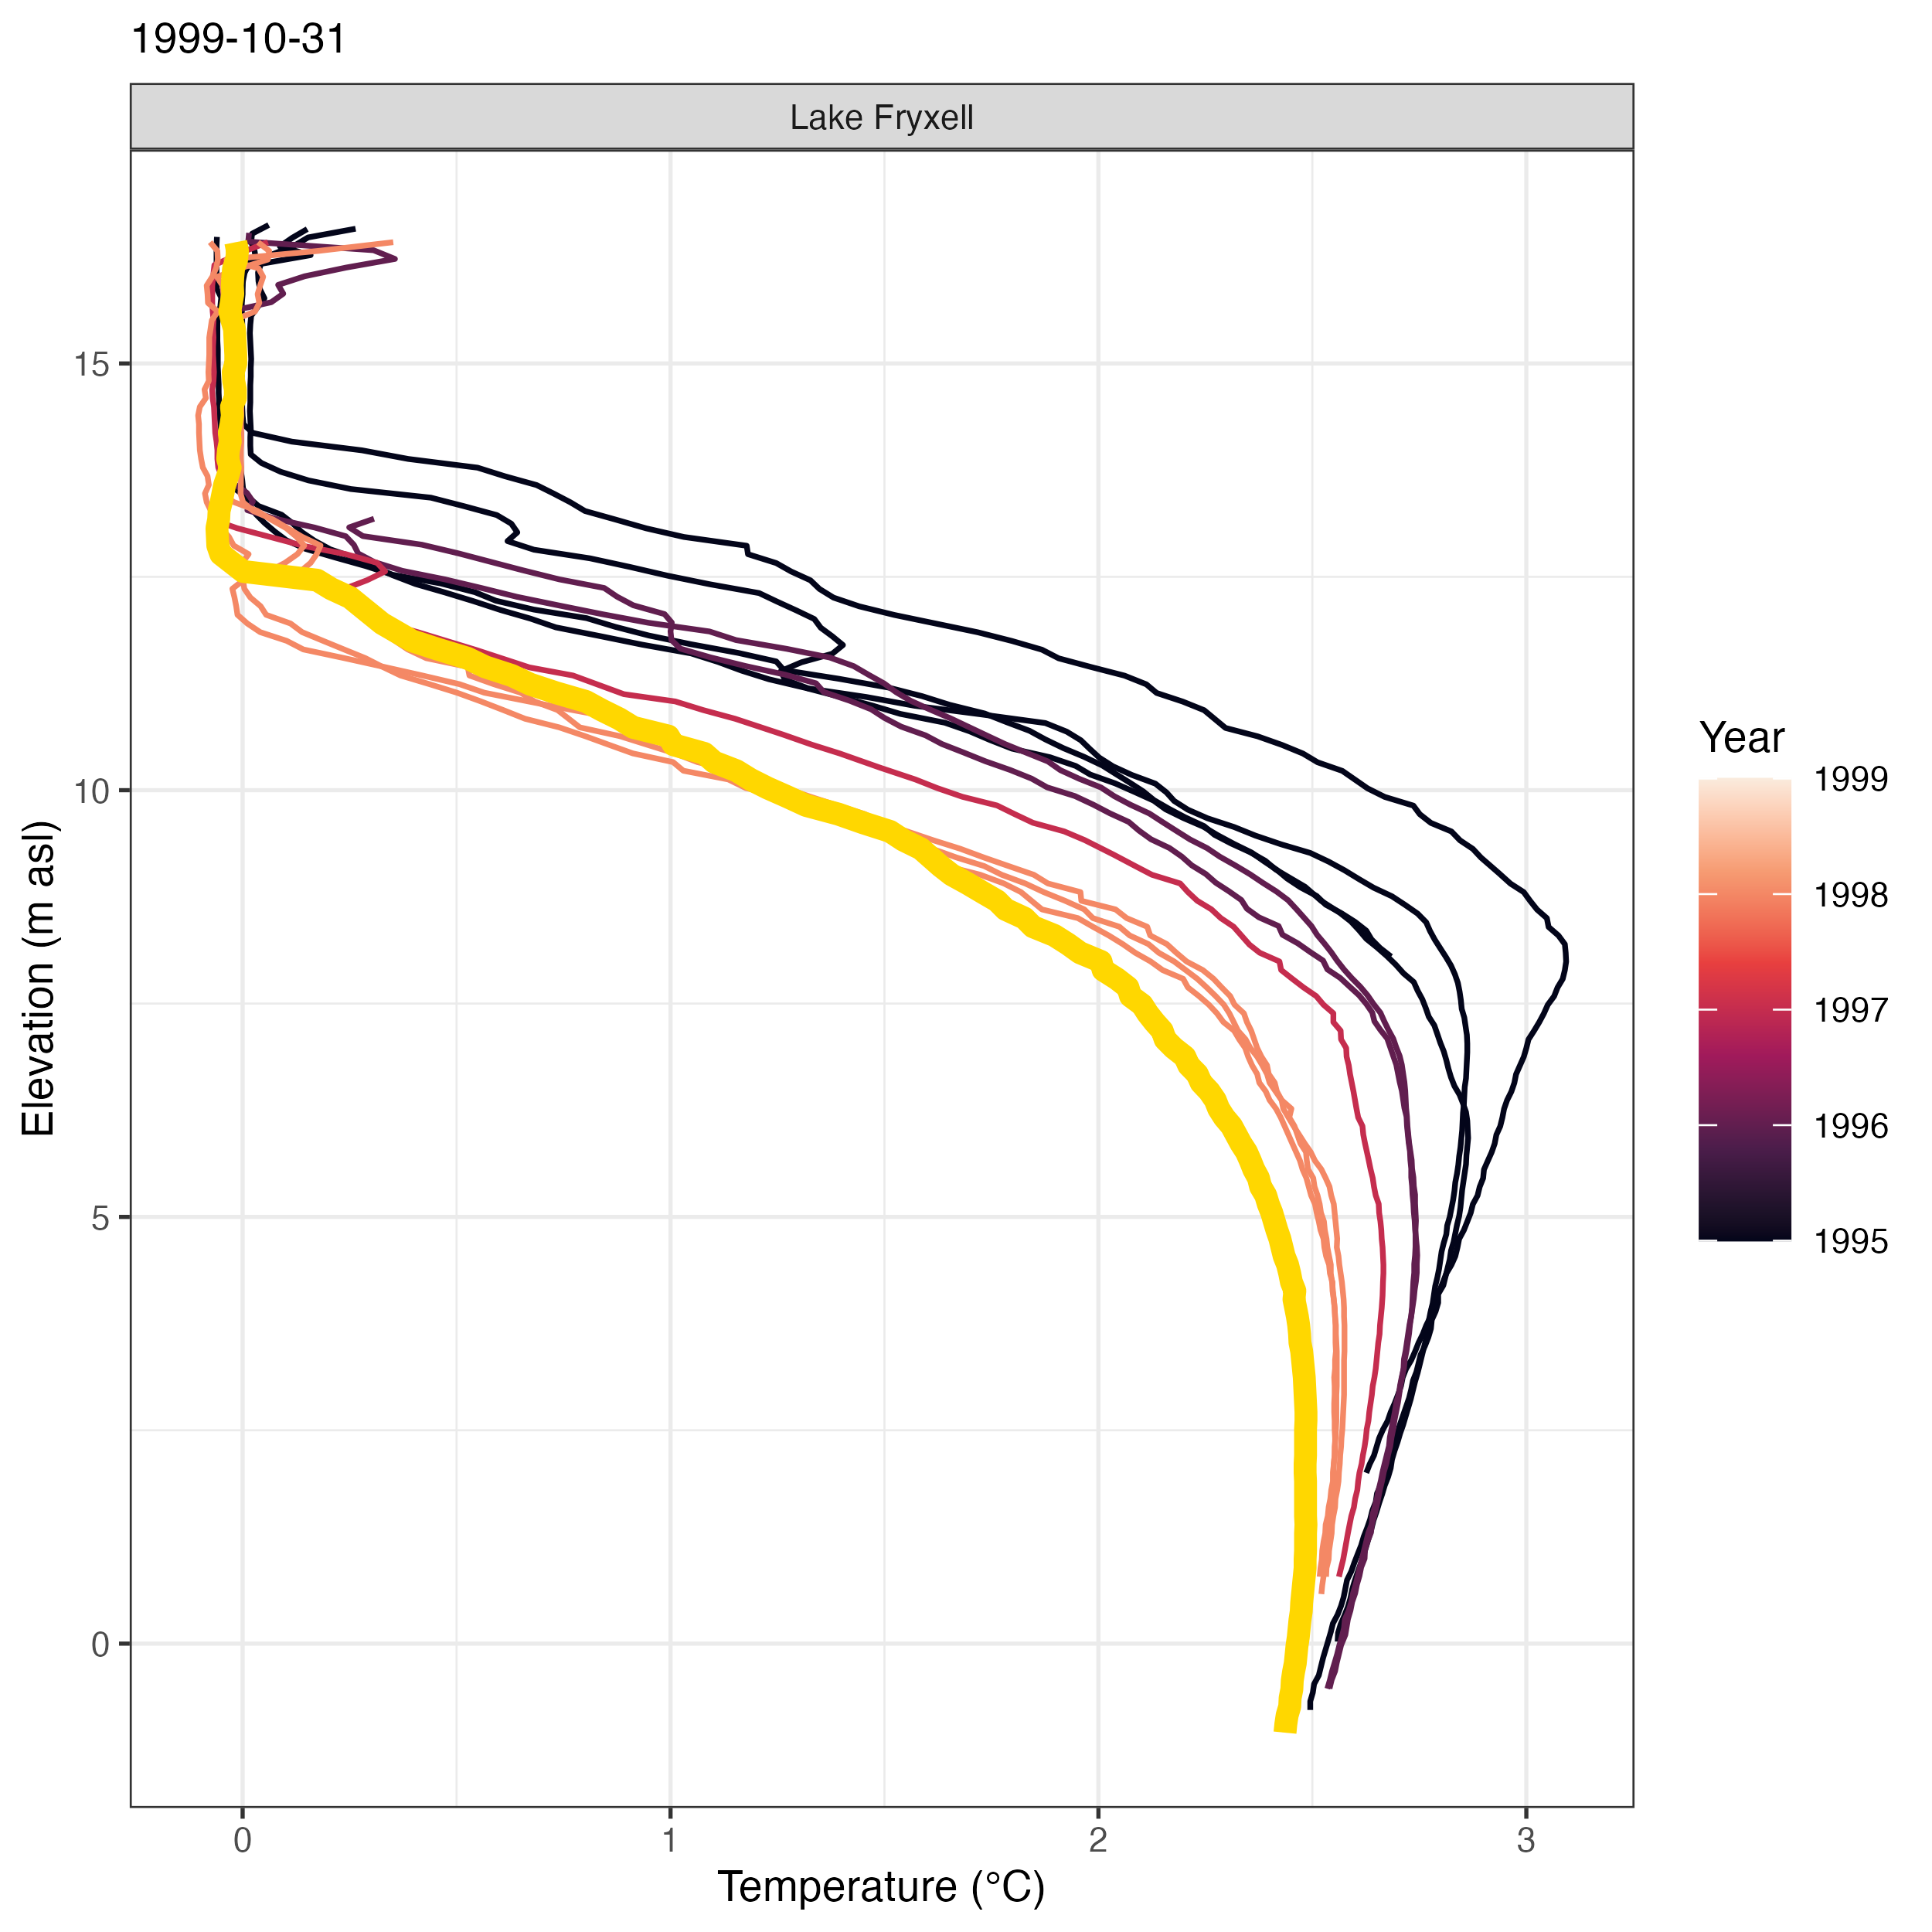 1999-10-31
Lake Fryxell
Elevation (m asl)
15
10
5
0
0 1 2 3
Temperature (°C)
Year
1999
1998
1997
1996
1995